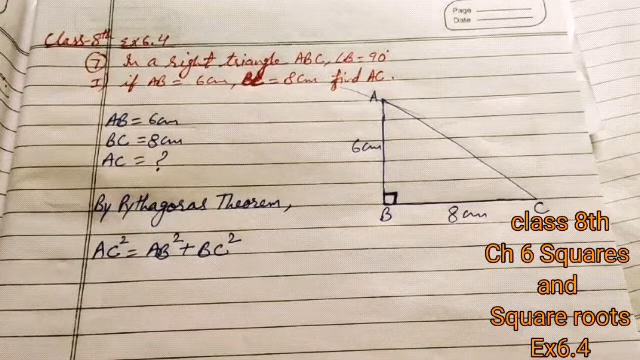 Page
Date
Class-8th Ex6.4
7 In a right triangle ABC, ∠B = 90°
I) if AB = 6cm, BC = 8cm find AC.
AB = 6cm
BC = 8cm
AC = ?
By Pythagoras Theorem,
AC² = AB² + BC²
A
6cm
B
8cm
C
class 8th
Ch 6 Squares
and
Square roots
Ex6.4